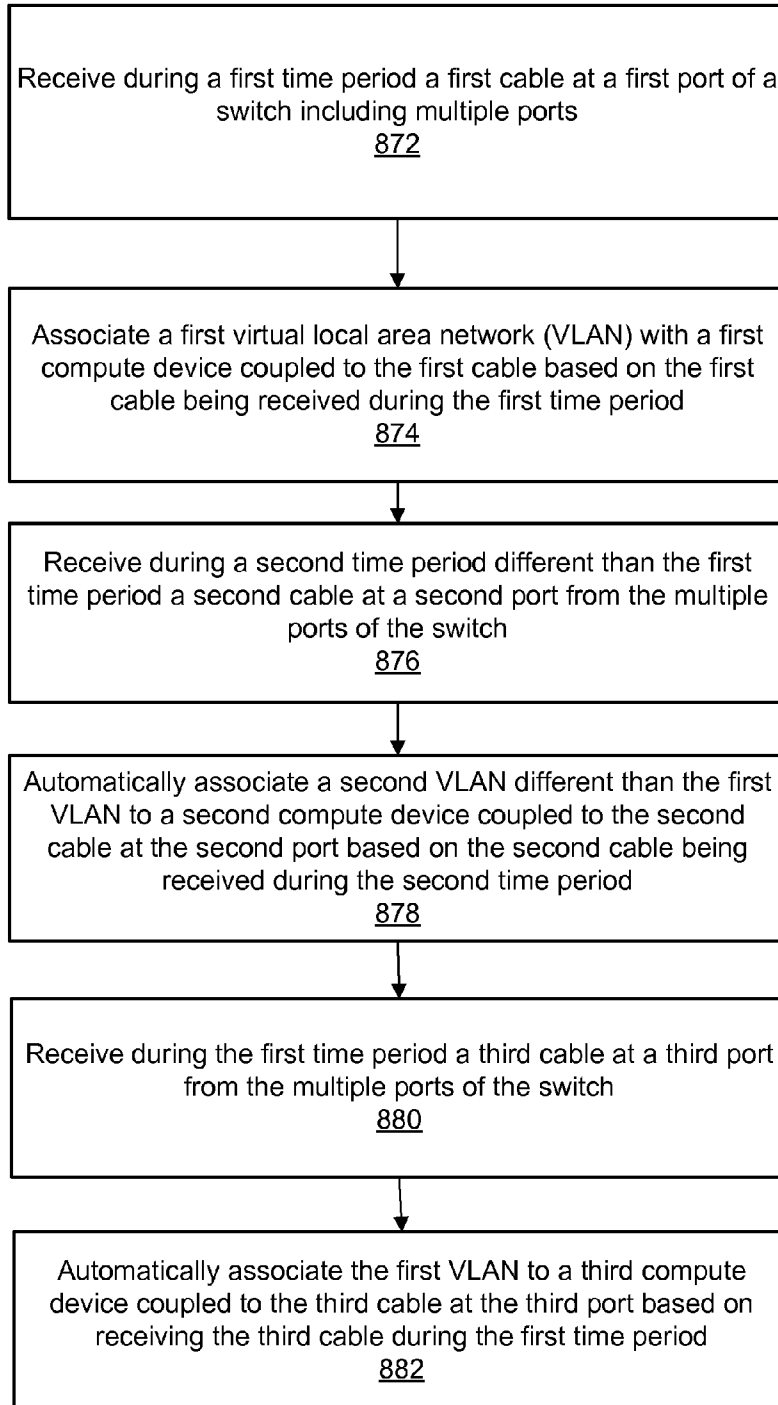 Receive during a first time period a first cable at a first port of a
switch including multiple ports
872
Associate a first virtual local area network (VLAN) with a first
compute device coupled to the first cable based on the first
cable being received during the first time period
874
Receive during a second time period different than the first
time period a second cable at a second port from the multiple
ports of the switch
876
Automatically associate a second VLAN different than the first
VLAN to a second compute device coupled to the second
cable at the second port based on the second cable being
received during the second time period
878
Receive during the first time period a third cable at a third port
from the multiple ports of the switch
880
Automatically associate the first VLAN to a third compute
device coupled to the third cable at the third port based on
receiving the third cable during the first time period
882